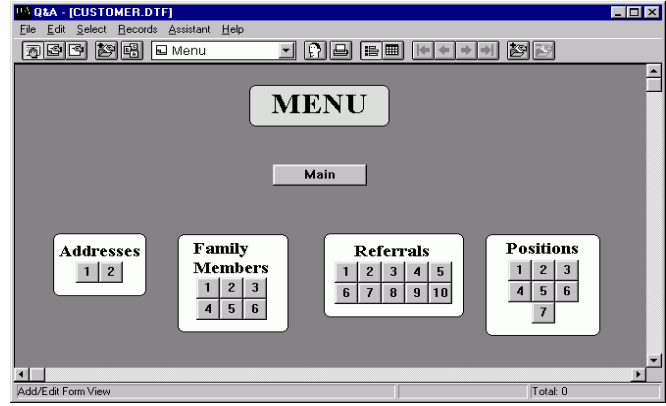 Q&A - [CUSTOMER.DTF]
File Edit Select Records Assistant Help
Menu
MENU
Main
Addresses
1 2
Family
Members
1 2 3
4 5 6
Referrals
1 2 3 4 5
6 7 8 9 10
Positions
1 2 3
4 5 6
7
Add/Edit Form View
Total: 0